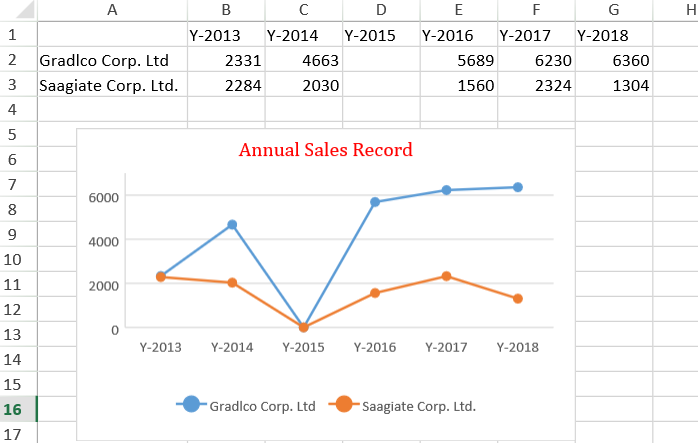 A B C D E F G H
1 Y-2013 Y-2014 Y-2015 Y-2016 Y-2017 Y-2018
2 Gradlco Corp. Ltd 2331 4663 5689 6230 6360
3 Saagiate Corp. Ltd. 2284 2030 1560 2324 1304
4
5
Annual Sales Record
6
7
6000
8
9
4000
10
11
2000
12
13
0
14
Y-2013 Y-2014 Y-2015 Y-2016 Y-2017 Y-2018
15
16
Gradlco Corp. Ltd Saagiate Corp. Ltd.
17